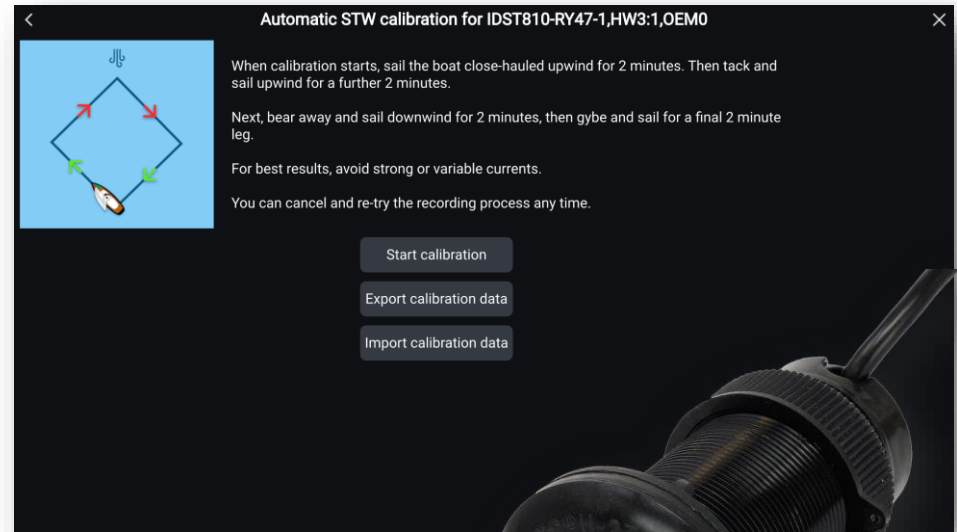 Automatic STW calibration for IDST810-RY47-1,HW3:1,OEM0
When calibration starts, sail the boat close-hauled upwind for 2 minutes. Then tack and
sail upwind for a further 2 minutes.
Next, bear away and sail downwind for 2 minutes, then gybe and sail for a final 2 minute
leg.
For best results, avoid strong or variable currents.
You can cancel and re-try the recording process any time.
Start calibration
Export calibration data
Import calibration data